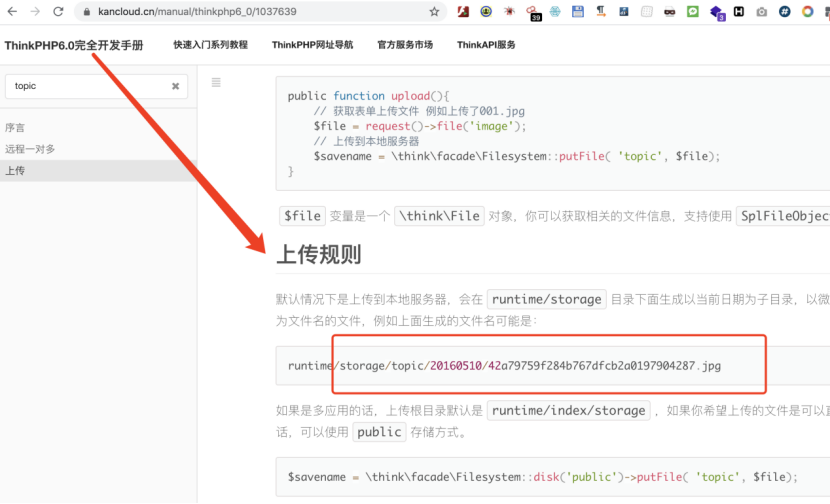 kancloud.cn/manual/thinkphp6_0/1037639
39
3
ThinkPHP6.0完全开发手册 快速入门系列教程 ThinkPHP网址导航 官方服务市场 ThinkAPI服务
topic
序言
远程一对多
上传
public function upload(){
// 获取表单上传文件 例如上传了001.jpg
$file = request()->file('image');
// 上传到本地服务器
$savename = \think\facade\Filesystem::putFile( 'topic', $file);
}
$file 变量是一个 \think\File 对象，你可以获取相关的文件信息，支持使用 SplFileObjec
上传规则
默认情况下是上传到本地服务器，会在 runtime/storage 目录下面生成以当前日期为子目录，以微
为文件名的文件，例如上面生成的文件名可能是：
runtime/storage/topic/20160510/42a79759f284b767dfcb2a0197904287.jpg
如果是多应用的话，上传根目录默认是 runtime/index/storage ，如果你希望上传的文件是可以直
话，可以使用 public 存储方式。
$savename = \think\facade\Filesystem::disk('public')->putFile( 'topic', $file);